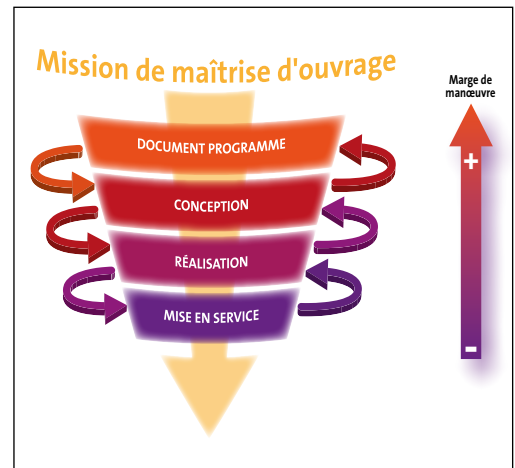 Mission de maîtrise d'ouvrage
Marge de
manœuvre
DOCUMENT PROGRAMME
+
CONCEPTION
RÉALISATION
MISE EN SERVICE
-